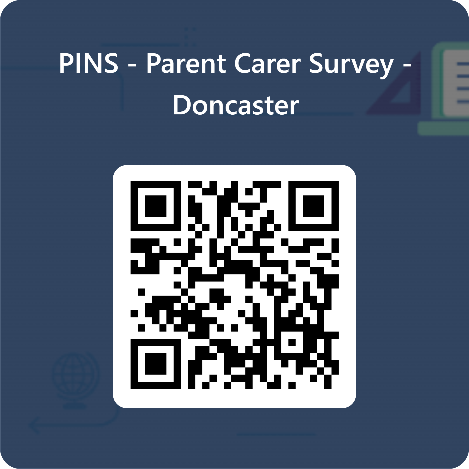 PINS - Parent Carer Survey -
Doncaster